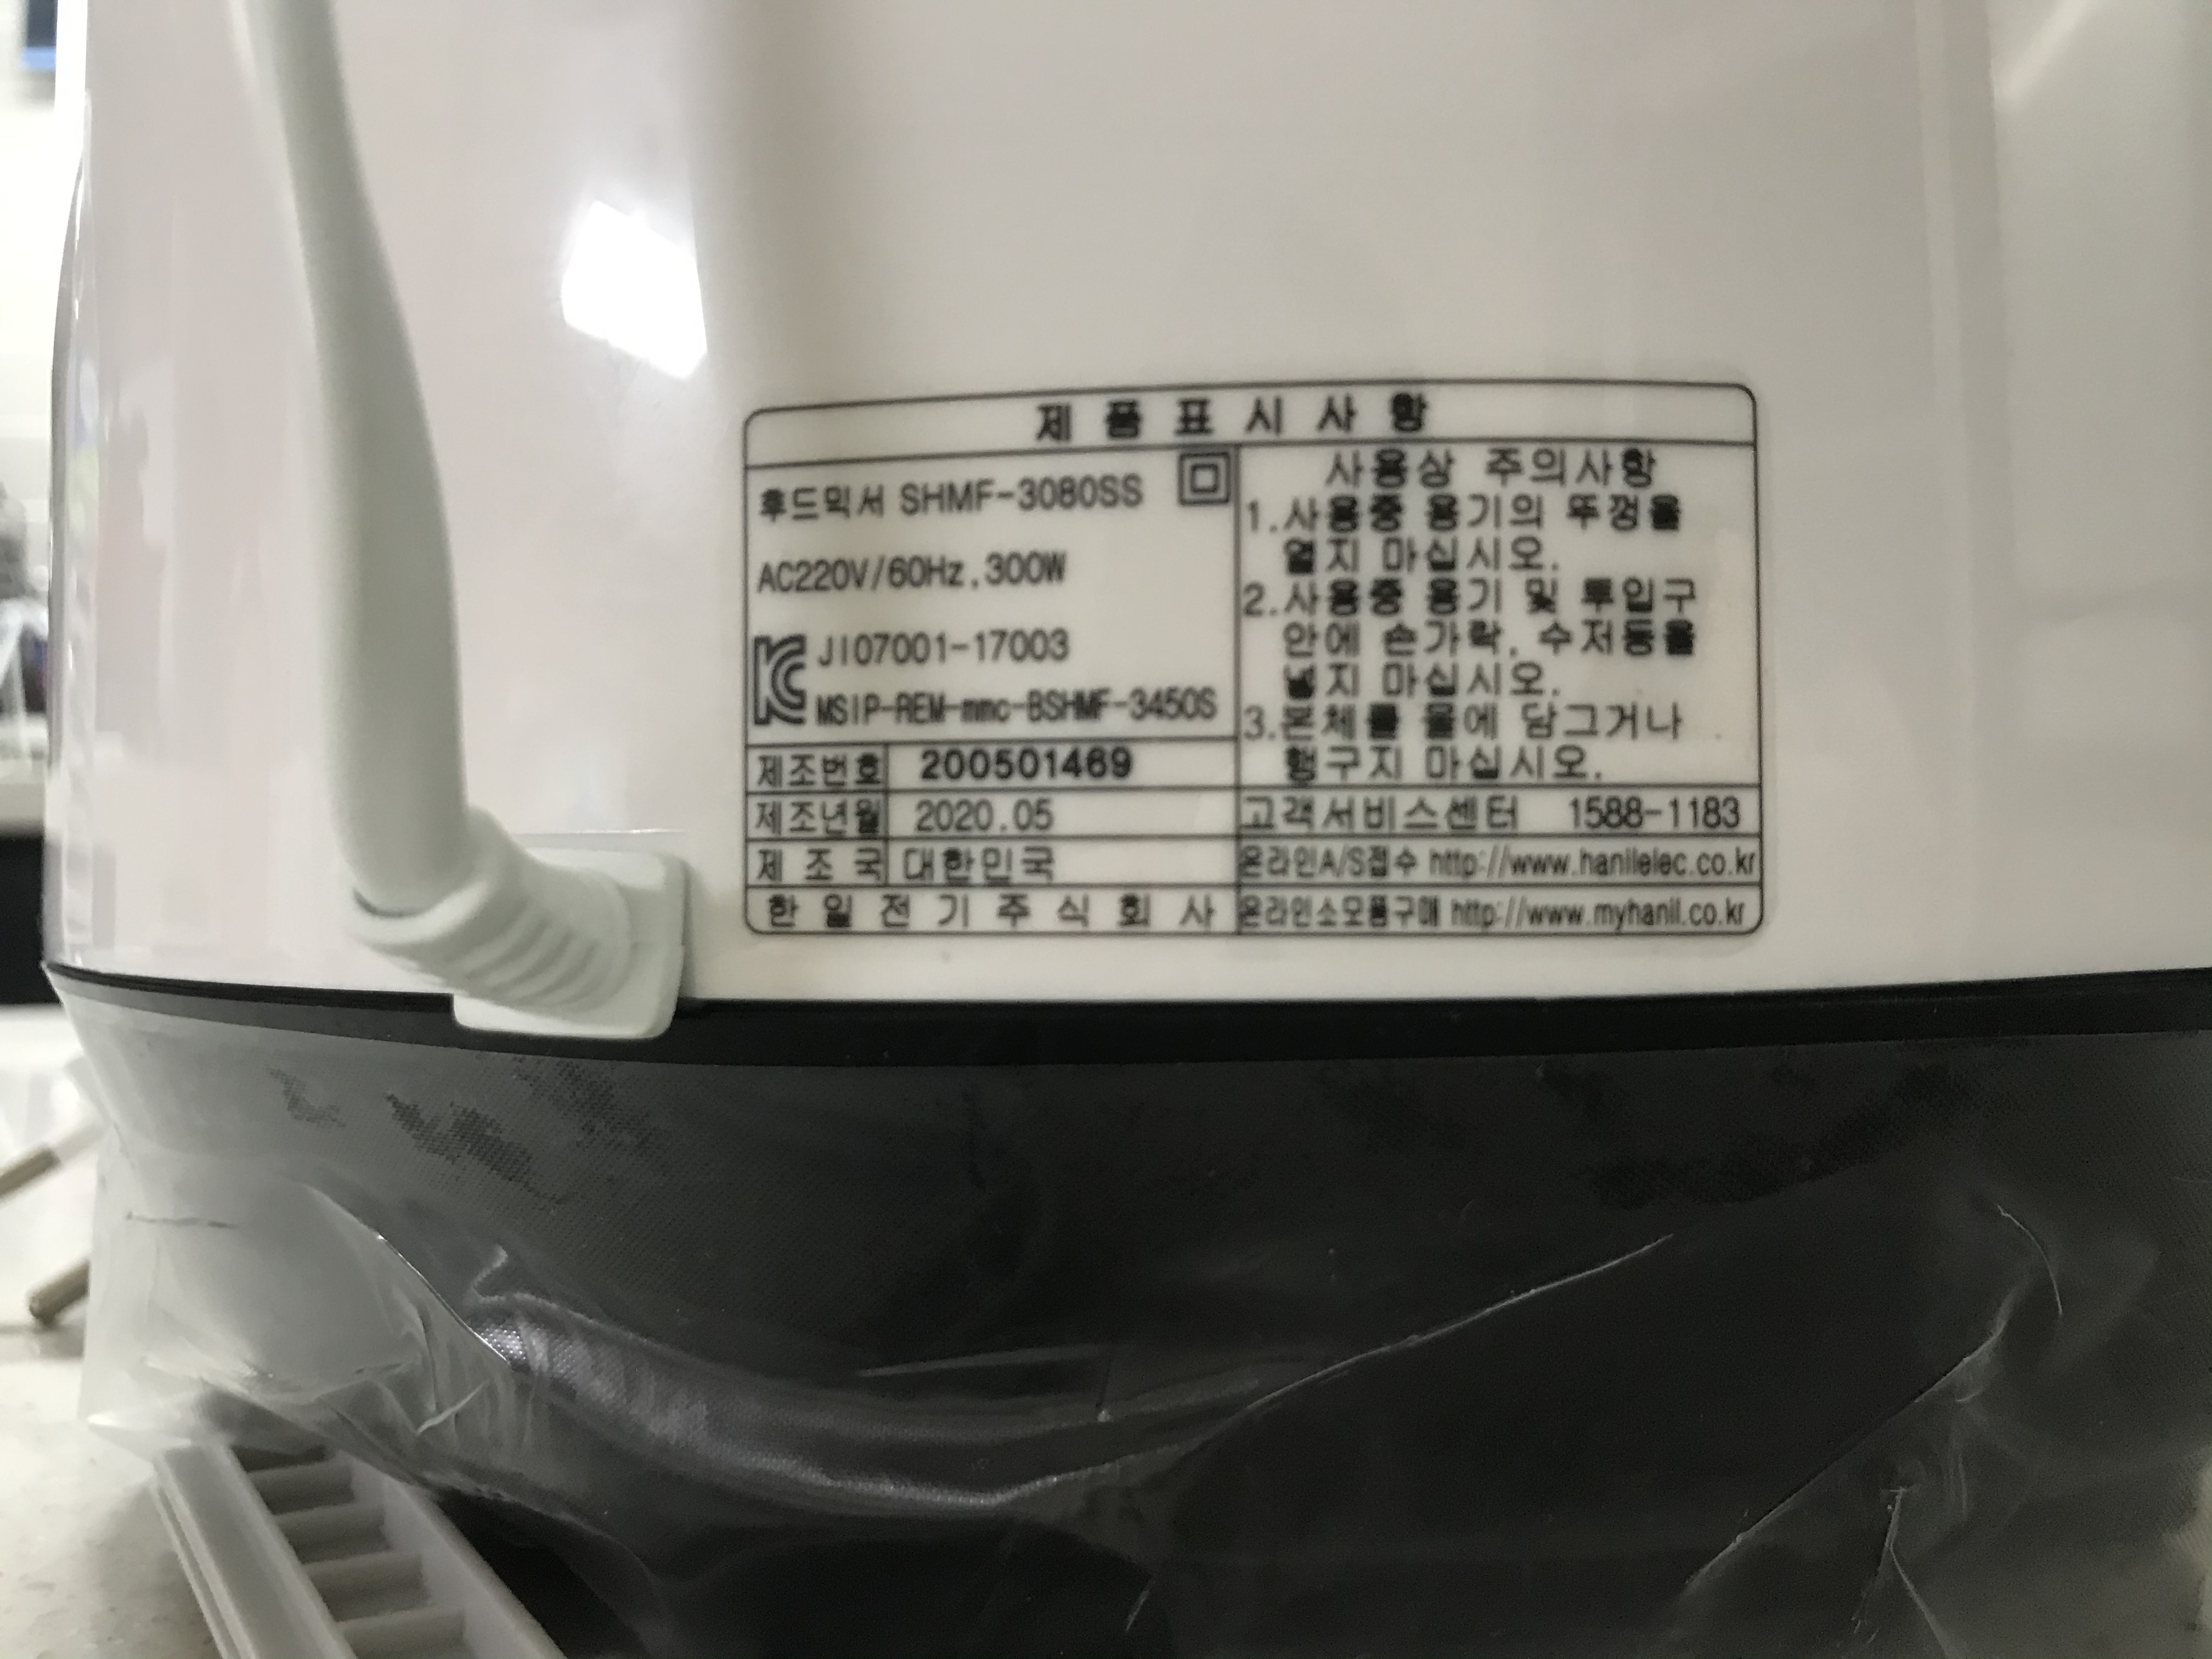 제품표시사항
후드믹서 SHMF-3080SS
AC220V/60Hz, 300W
KC
JI07001-17003
MSIP-REM-mmc-BSHMF-3450S
제조번호 200501469
제조년월 2020.05
제조국 대한민국
한일전기주식회사
사용상 주의사항
1.사용중 용기의 뚜껑을
열지 마십시오.
2.사용중 용기 및 투입구
안에 손가락, 수저등을
넣지 마십시오.
3.본체를 물에 담그거나
헹구지 마십시오.
고객서비스센터 1588-1183
온라인A/S접수 http://www.hanilelec.co.kr
온라인소모품구매 http://www.myhanil.co.kr